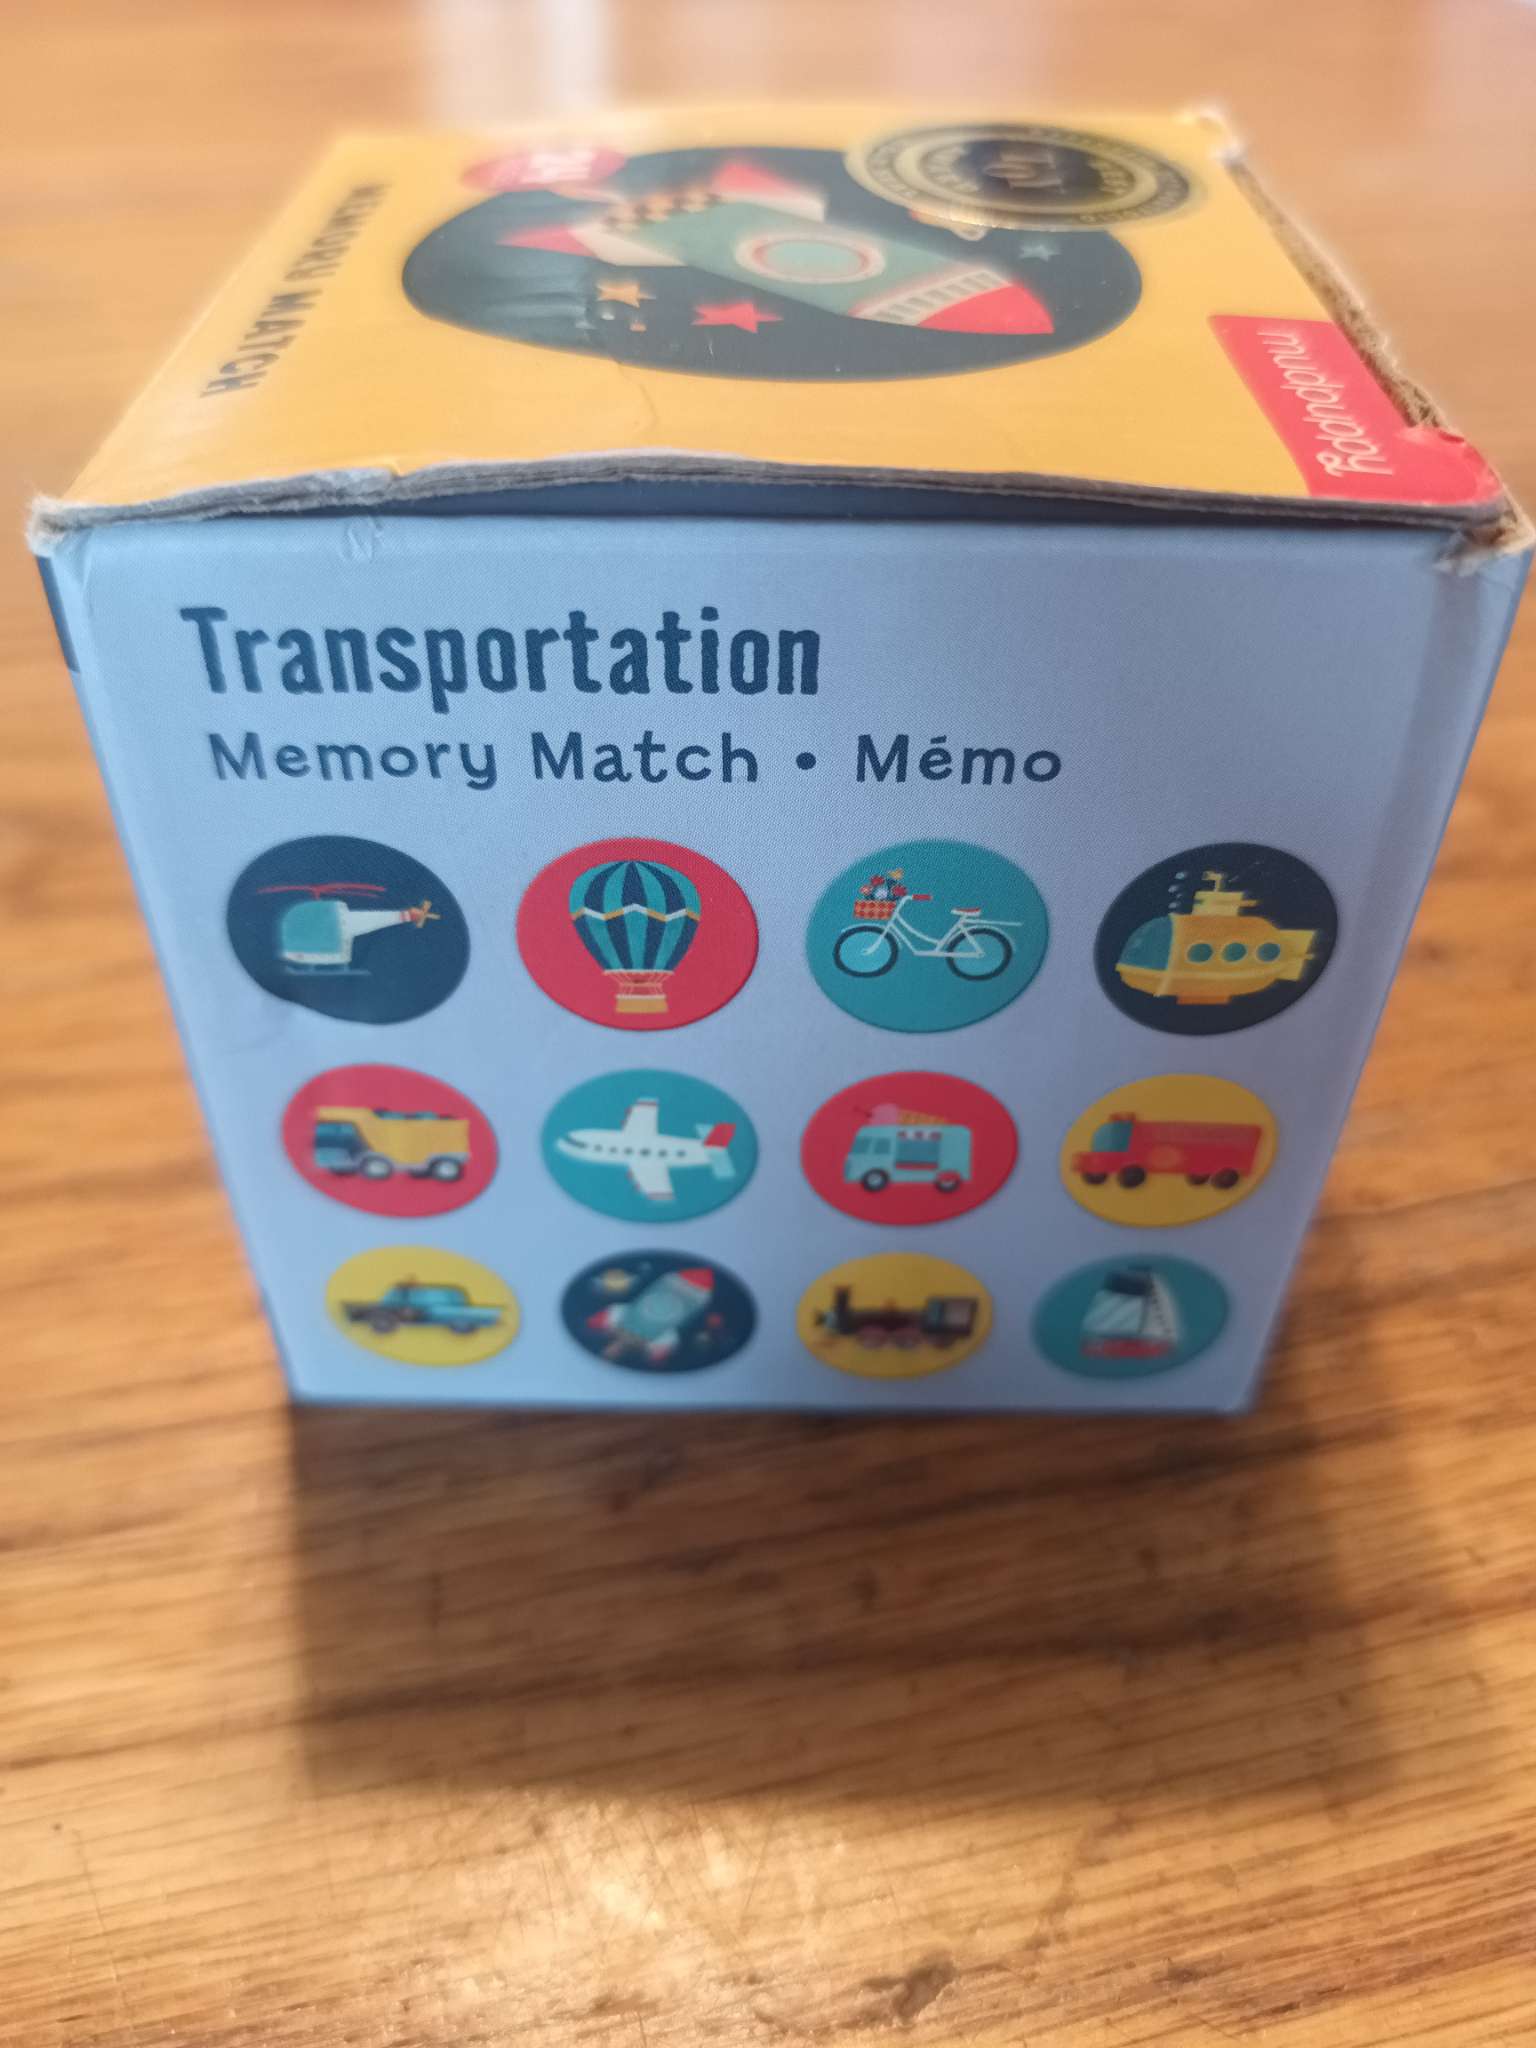 MEMORY MATCH
mudpuppy
Transportation
Memory Match • Mémo